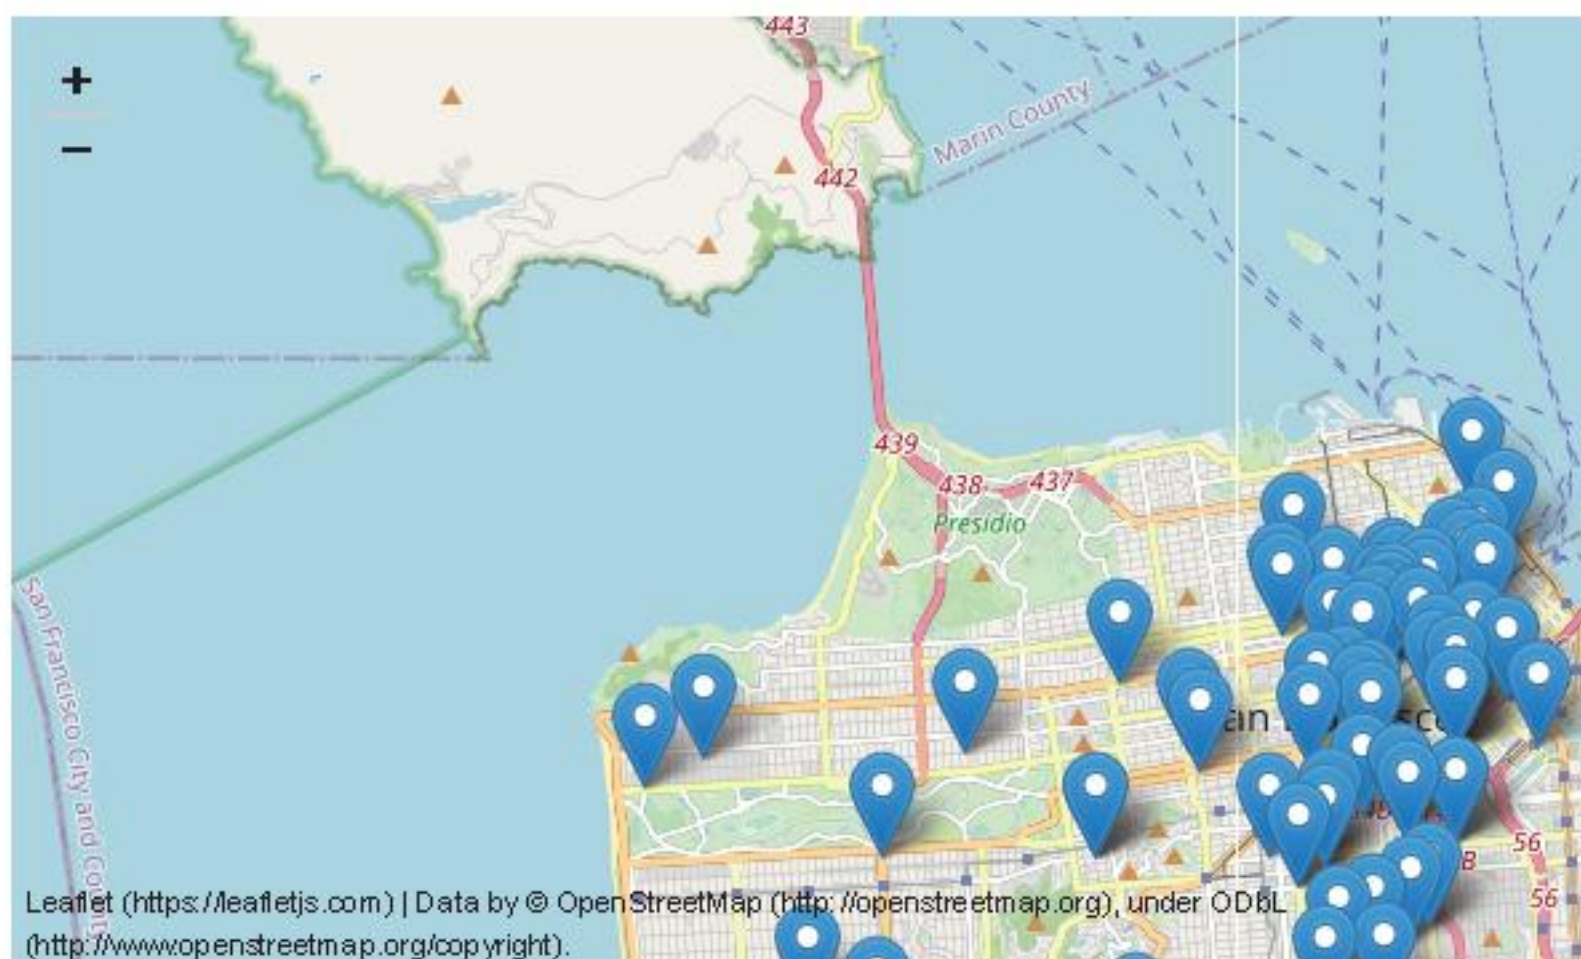 443
+
−
Marin County
442
439
438
437
Presidio
San Francisco City and
56
B
56
Leaflet (https://leafletjs.com) | Data by © OpenStreetMap (http://openstreetmap.org), under ODbL
(http://www.openstreetmap.org/copyright).